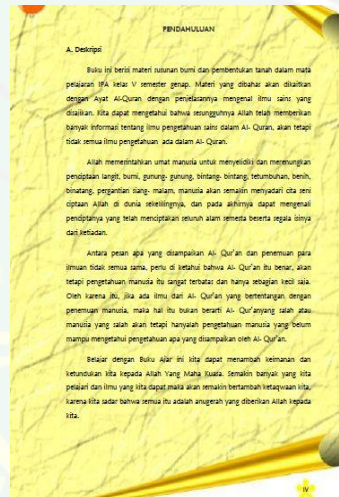 PENDAHULUAN
A. Deskripsi
Buku ini berisi materi susunan bumi dan pembentukan tanah dalam mata
pelajaran IPA kelas V semester genap. Materi yang dibahas akan dikaitkan
dengan Ayat Al-Quran dengan penjelasannya mengenai ilmu sains yang
disajikan. Kita dapat mengetahui bahwa sesungguhnya Allah telah memberikan
banyak informasi tentang ilmu pengetahuan sains dalam Al- Quran, akan tetapi
tidak semua ilmu pengetahuan ada dalam Al- Quran.
Allah memerintahkan umat manusia untuk menyelidiki dan merenungkan
penciptaan langit, bumi, gunung- gunung, bintang- bintang, tetumbuhan, benih,
binatang, pergantian siang- malam, manusia akan semakin menyadari cita seni
ciptaan Allah di dunia sekelilingnya, dan pada akhirnya dapat mengenali
penciptanya yang telah menciptakan seluruh alam semesta beserta segala isinya
dari ketiadan.
Antara pesan apa yang disampaikan Al- Qur'an dan penemuan para
ilmuan tidak semua sama, perlu di ketahui bahwa Al- Qur'an itu benar, akan
tetapi pengetahuan manusia itu sangat terbatas dan hanya sebagian kecil saja.
Oleh karena itu, jika ada ilmu dari Al- Qur'an yang bertentangan dengan
penemuan manusia, maka hal itu bukan berarti Al- Qur'anyang salah atau
manusia yang salah akan tetapi hanyalah pengetahuan manusia yang belum
mampu mengetahui pengetahuan apa yang disampaikan oleh Al- Qur'an.
Belajar dengan Buku Ajar ini kita dapat menambah keimanan dan
ketundukan kita kepada Allah Yang Maha Kuasa. Semakin banyak yang kita
pelajari dan ilmu yang kita dapat maka akan semakin bertambah ketaqwaan kita,
karena kita sadar bahwa semua itu adalah anugerah yang diberikan Allah kepada
kita.
IV